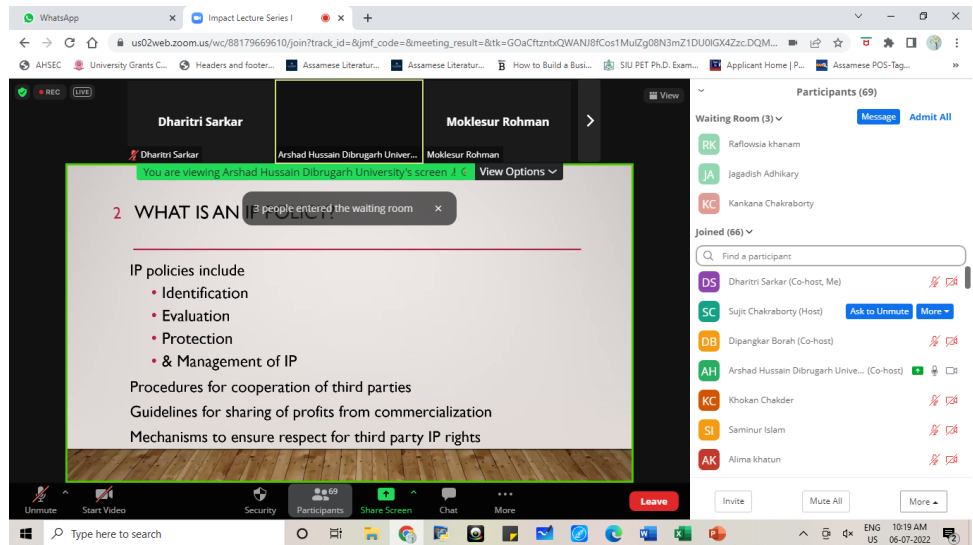 WhatsApp
Impact Lecture Series I
us02web.zoom.us/wc/88179669610/join?track_id=&jmf_code=&meeting_result=&tk=GOaCftzntxQWANJ8fCos1MulZg08N3mZ1DU0IGX4Zzc.DQM...
AHSEC University Grants C... Headers and footer... Assamese Literatur... Assamese Literatur... How to Build a Busi... SIU PET Ph.D. Exam... Applicant Home | P... Assamese POS-Tag... »
REC LIVE
View
Dharitri Sarkar
Moklesur Rohman
Dharitri Sarkar
Arshad Hussain Dibrugarh Univer...
Moklesur Rohman
You are viewing Arshad Hussain Dibrugarh University's screen
View Options
3 people entered the waiting room ×
2 WHAT IS AN IP POLICY?
IP policies include
• Identification
• Evaluation
• Protection
• & Management of IP
Procedures for cooperation of third parties
Guidelines for sharing of profits from commercialization
Mechanisms to ensure respect for third party IP rights
Unmute
Start Video
Security
69
Participants
Share Screen
Chat
More
Leave
Participants (69)
Waiting Room (3)
Message
Admit All
RK Raflowsia khanam
JA Jagadish Adhikary
KC Kankana Chakraborty
Joined (66)
Find a participant
DS Dharitri Sarkar (Co-host, Me)
SC Sujit Chakraborty (Host) Ask to Unmute More
DB Dipangkar Borah (Co-host)
AH Arshad Hussain Dibrugarh Unive... (Co-host)
KC Khokan Chakder
SI Saminur Islam
AK Alima khatun
Invite
Mute All
More
Type here to search
ENG
US
10:19 AM
06-07-2022
2